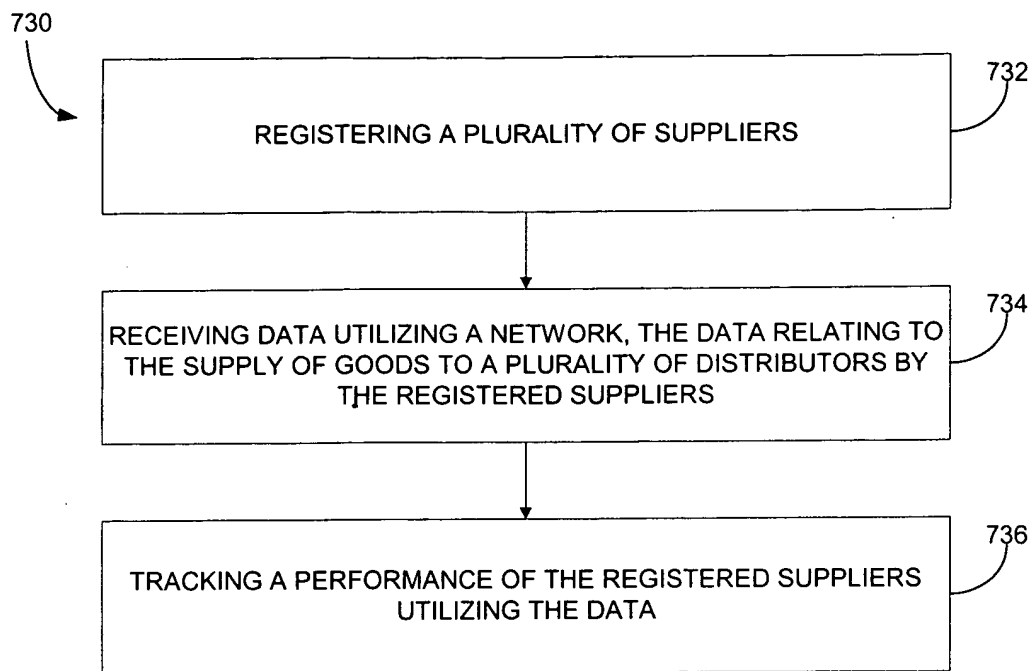 730
732
REGISTERING A PLURALITY OF SUPPLIERS
734
RECEIVING DATA UTILIZING A NETWORK, THE DATA RELATING TO
THE SUPPLY OF GOODS TO A PLURALITY OF DISTRIBUTORS BY
THE REGISTERED SUPPLIERS
736
TRACKING A PERFORMANCE OF THE REGISTERED SUPPLIERS
UTILIZING THE DATA